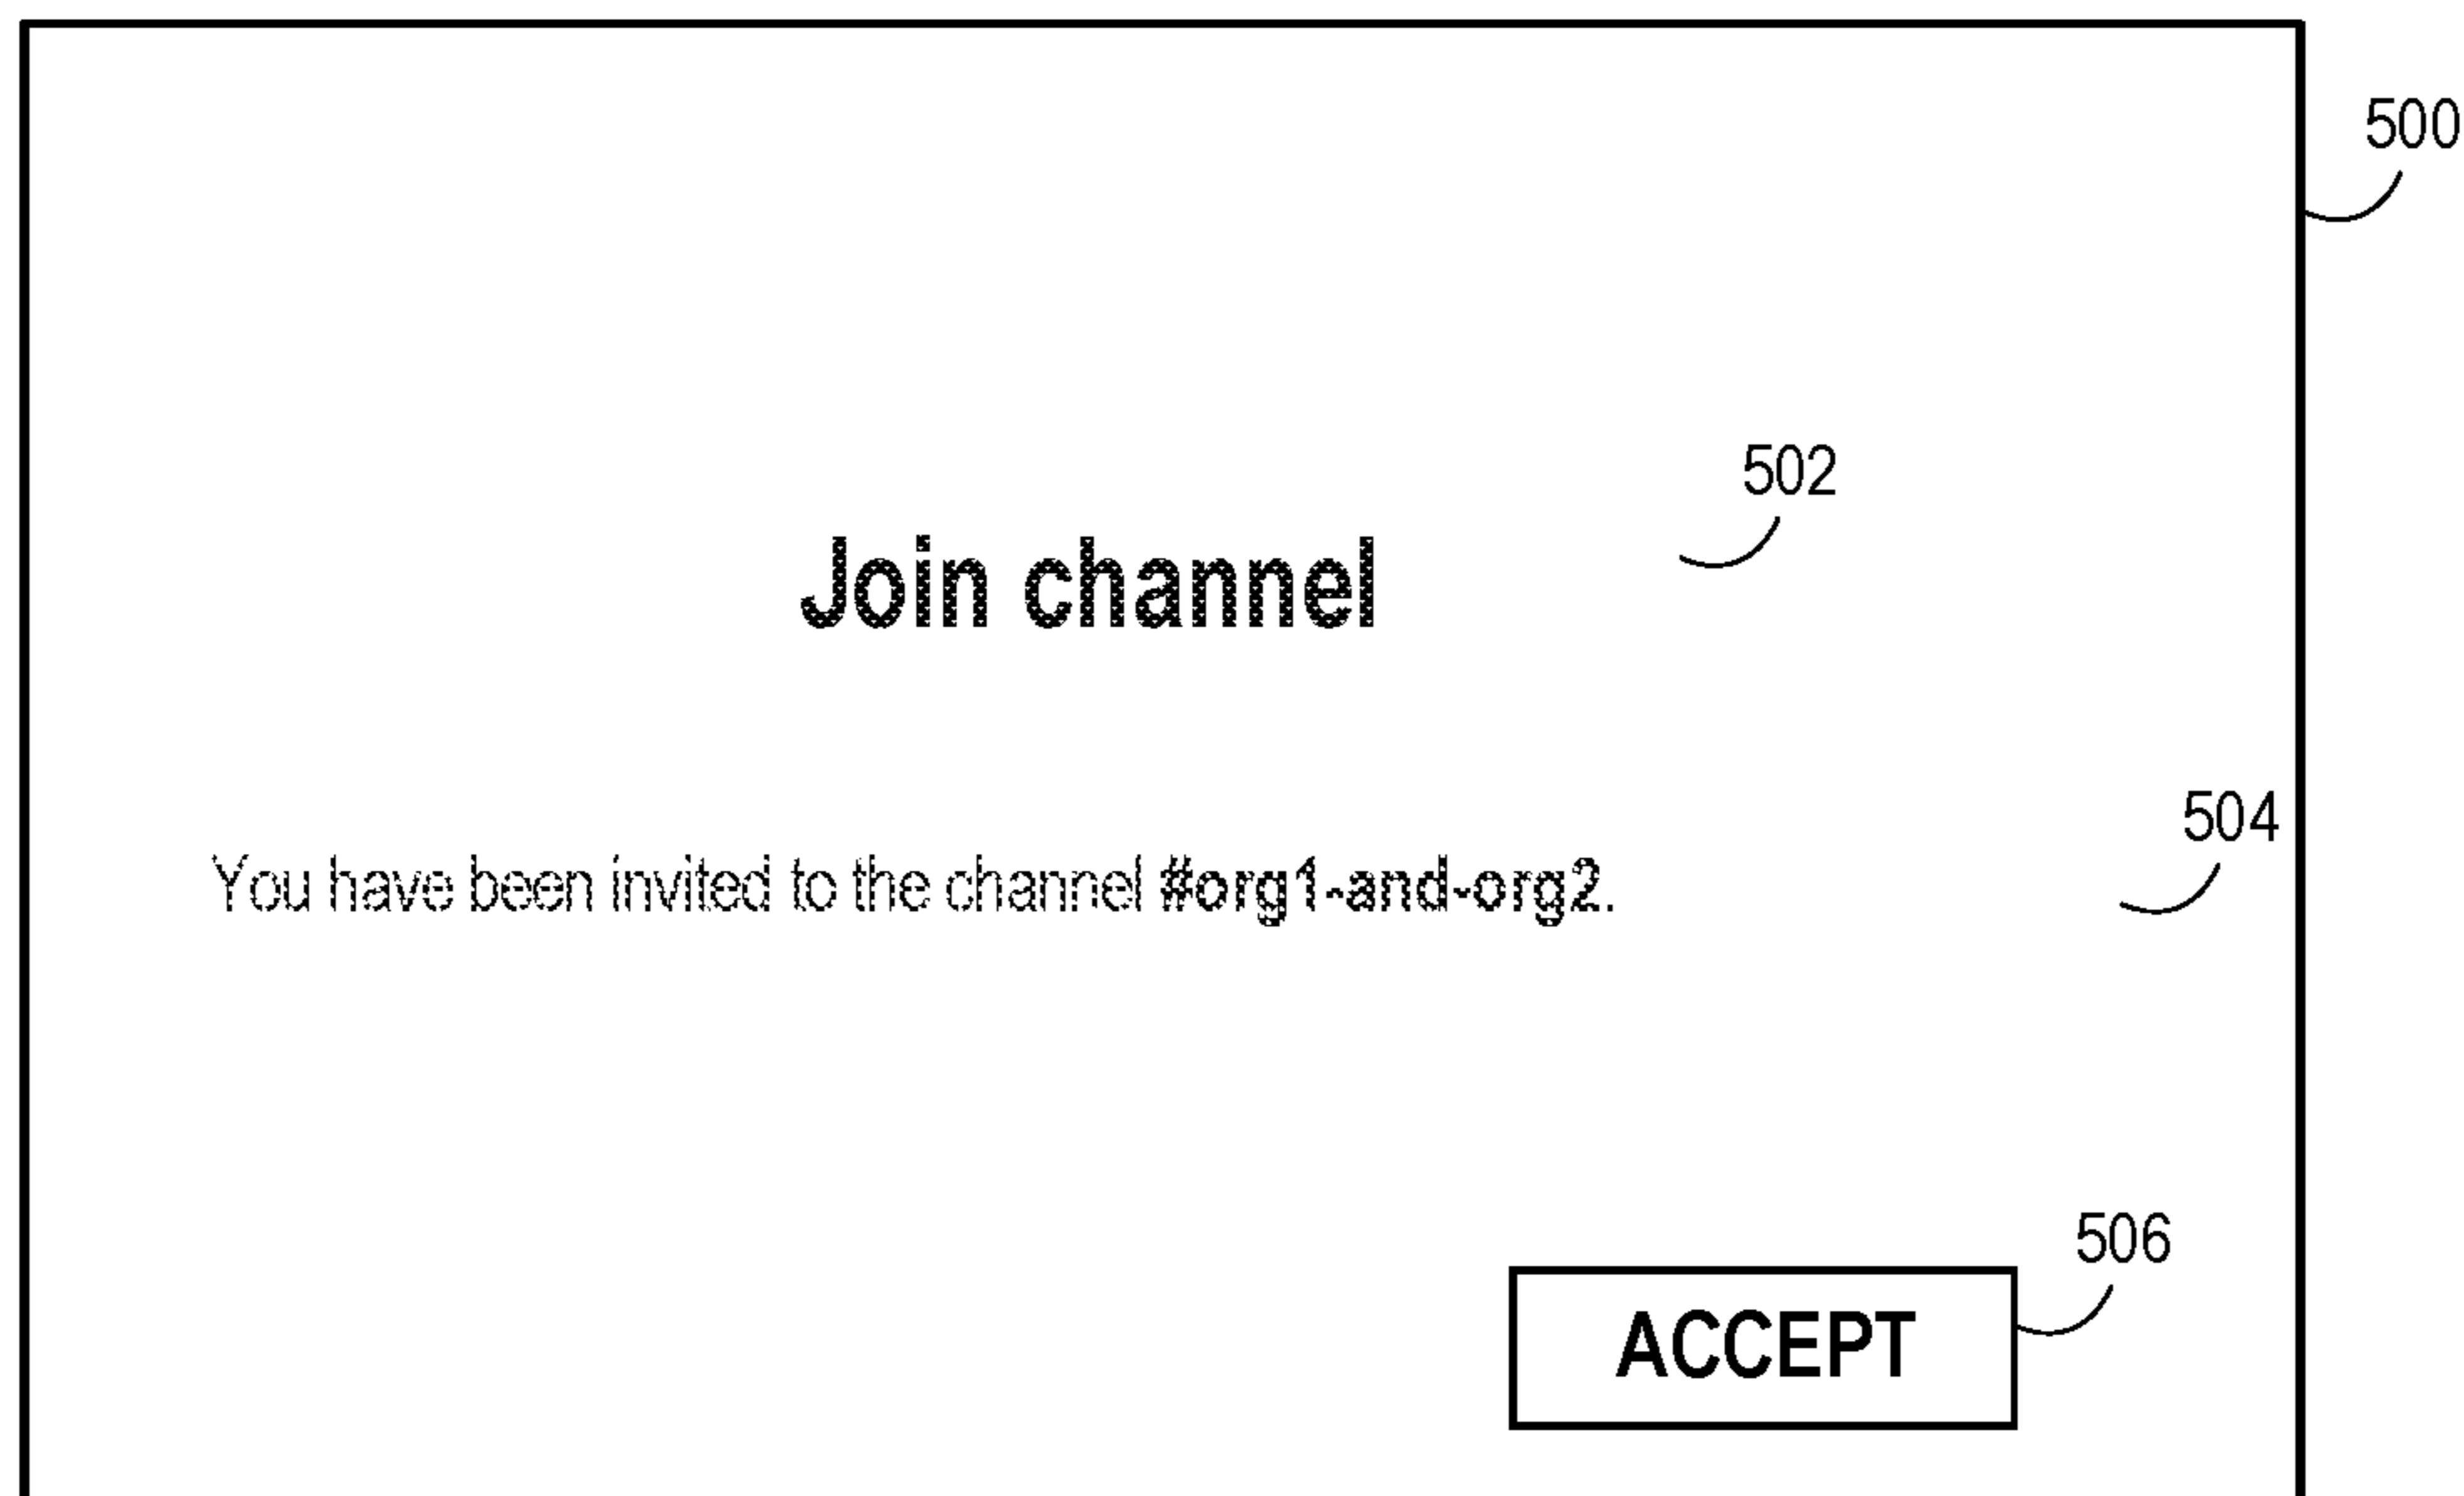 500
502
Join channel
504
You have been invited to the channel #org1-and-org2.
506
ACCEPT